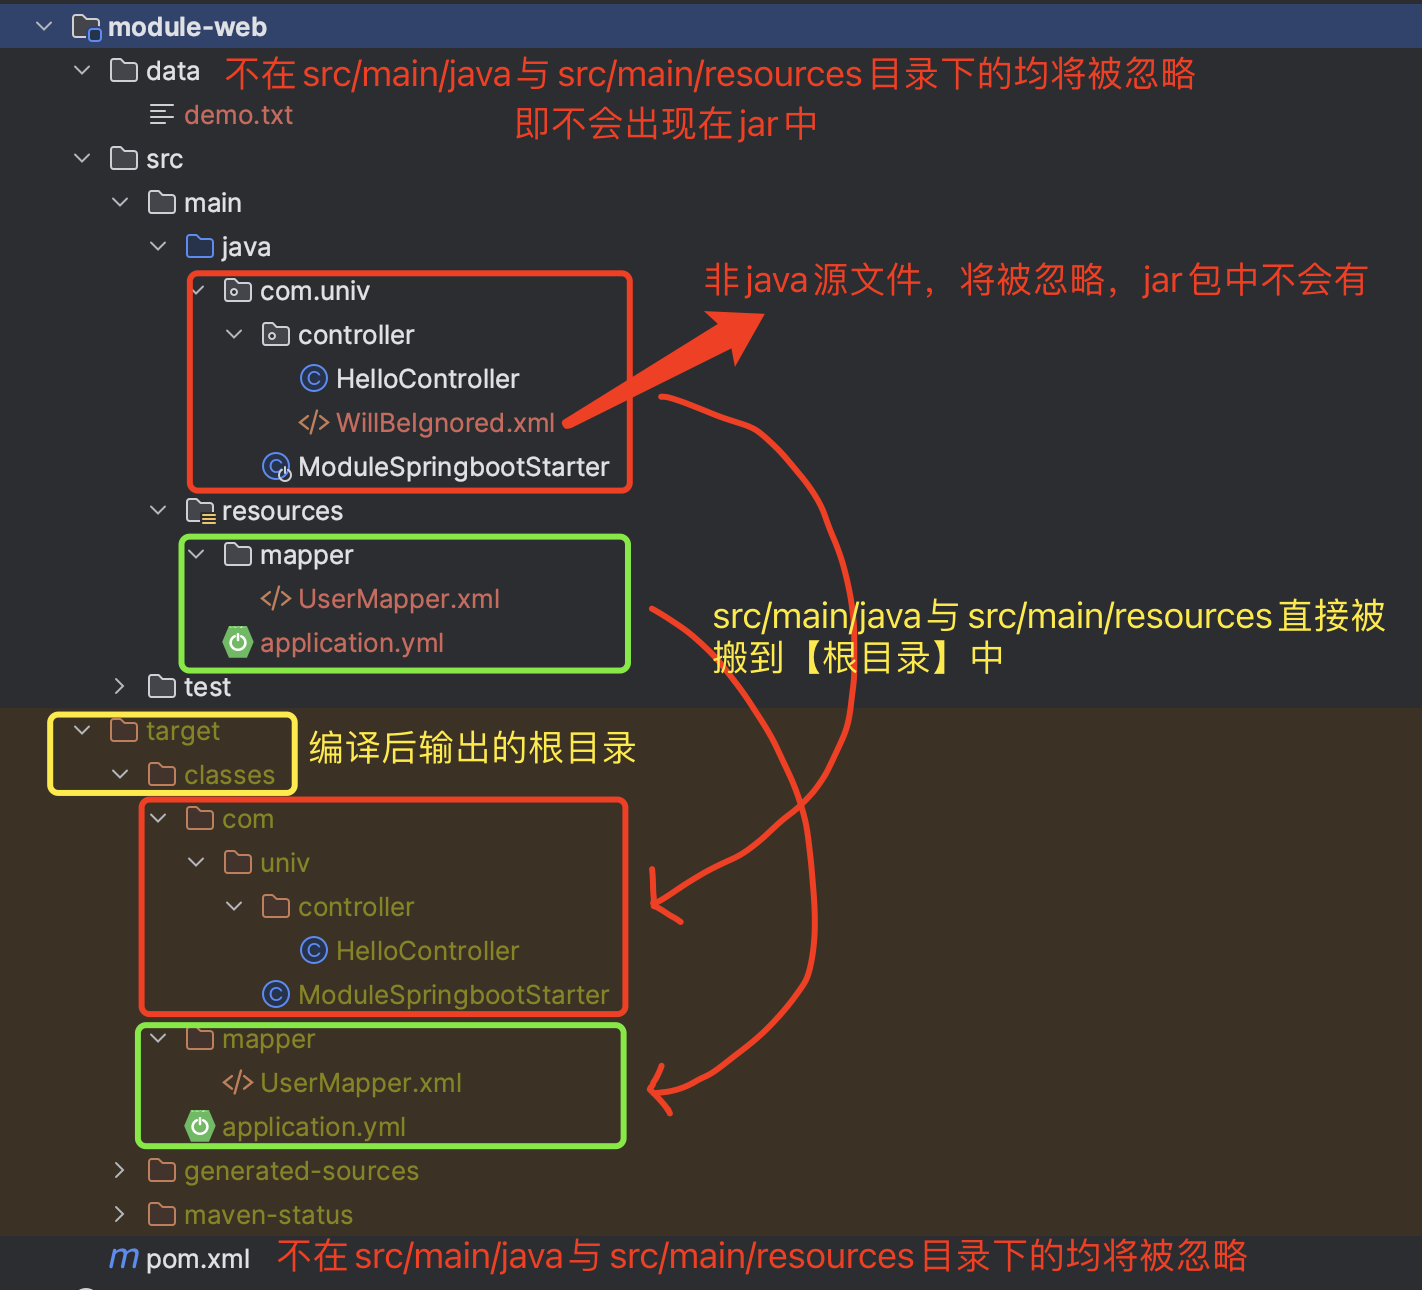 module-web
data 不在 src/main/java 与 src/main/resources 目录下的均将被忽略
demo.txt 即不会出现在 jar 中
src
main
java
com.univ 非 java 源文件，将被忽略，jar 包中不会有
controller
HelloController
</> WillBeIgnored.xml
ModuleSpringbootStarter
resources
mapper
</> UserMapper.xml src/main/java 与 src/main/resources 直接被
application.yml 搬到【根目录】中
test
target 编译后输出的根目录
classes
com
univ
controller
HelloController
ModuleSpringbootStarter
mapper
</> UserMapper.xml
application.yml
generated-sources
maven-status
m pom.xml 不在 src/main/java 与 src/main/resources 目录下的均将被忽略